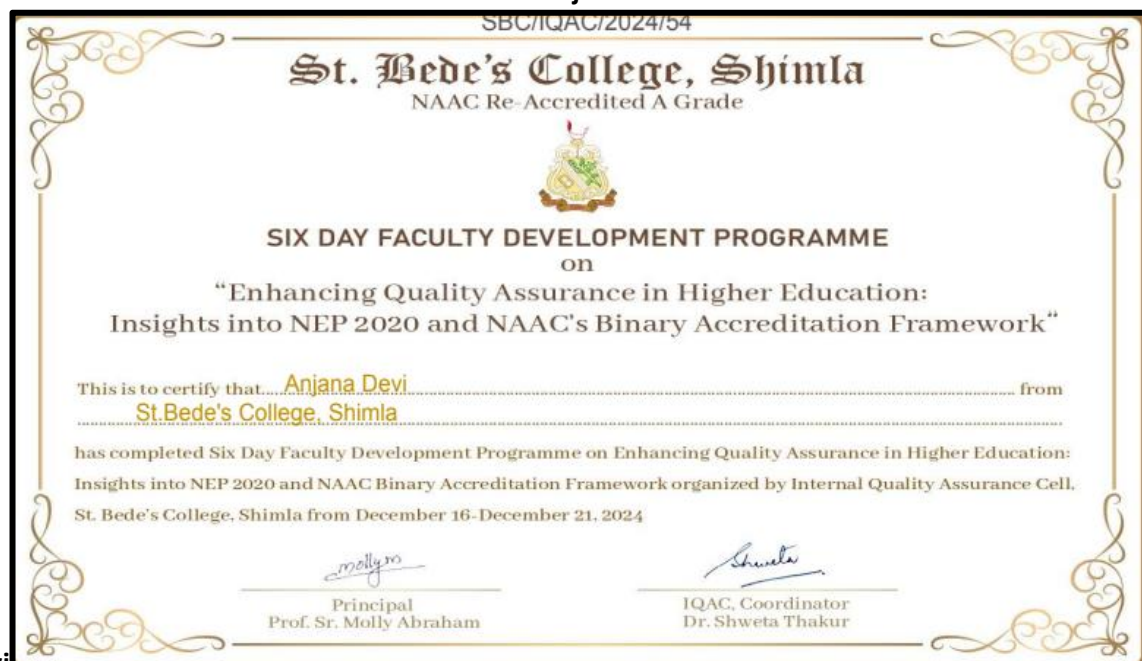 SBC/IQAC/2024/54
St. Bede's College, Shimla
NAAC Re-Accredited A Grade
SIX DAY FACULTY DEVELOPMENT PROGRAMME
on
“Enhancing Quality Assurance in Higher Education:
Insights into NEP 2020 and NAAC's Binary Accreditation Framework“
This is to certify that.....Anjana Devi.....from
St.Bede's College, Shimla
has completed Six Day Faculty Development Programme on Enhancing Quality Assurance in Higher Education:
Insights into NEP 2020 and NAAC Binary Accreditation Framework organized by Internal Quality Assurance Cell,
St. Bede's College, Shimla from December 16-December 21, 2024
mollym Shweta
Principal IQAC, Coordinator
Prof. Sr. Molly Abraham Dr. Shweta Thakur